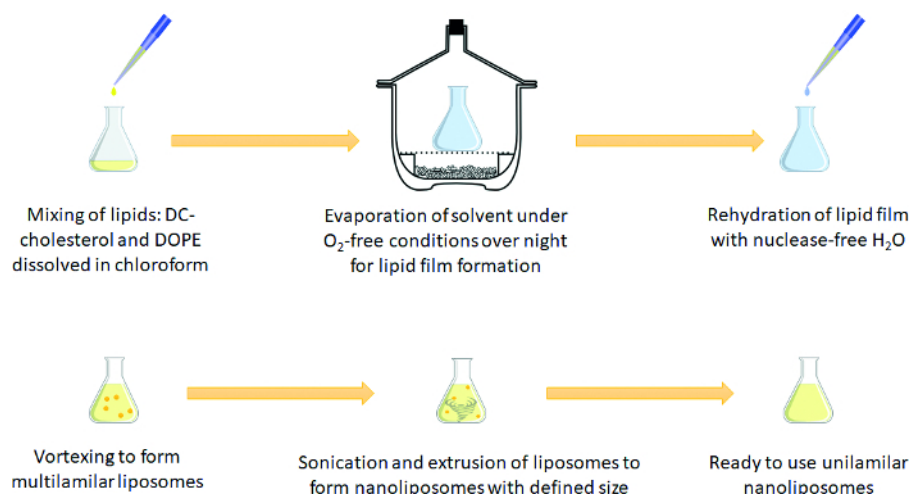 Mixing of lipids: DC-
cholesterol and DOPE
dissolved in chloroform
Evaporation of solvent under
O₂-free conditions over night
for lipid film formation
Rehydration of lipid film
with nuclease-free H₂O
Vortexing to form
multilamilar liposomes
Sonication and extrusion of liposomes to
form nanoliposomes with defined size
Ready to use unilamilar
nanoliposomes